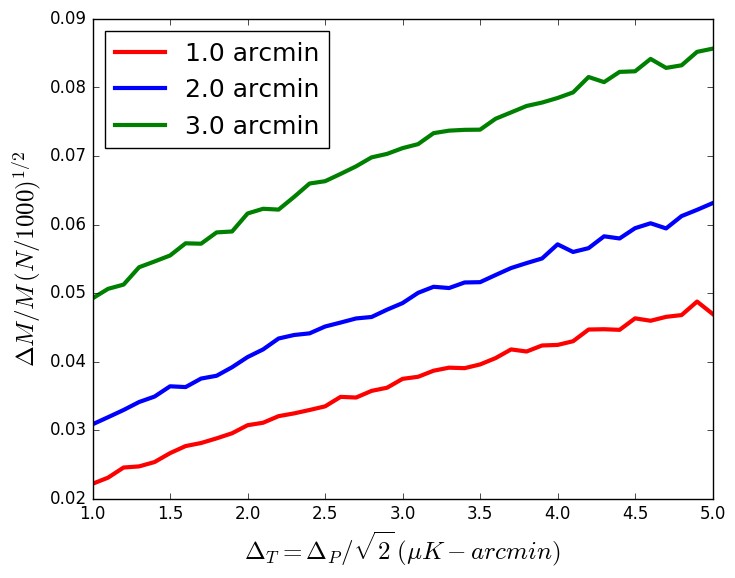 0.09
0.08
0.07
0.06
0.05
0.04
0.03
0.02
1.0 arcmin
2.0 arcmin
3.0 arcmin
ΔM/M (N/1000)^{1/2}
1.0 1.5 2.0 2.5 3.0 3.5 4.0 4.5 5.0
Δ_T = Δ_P/√2 (μK − arcmin)